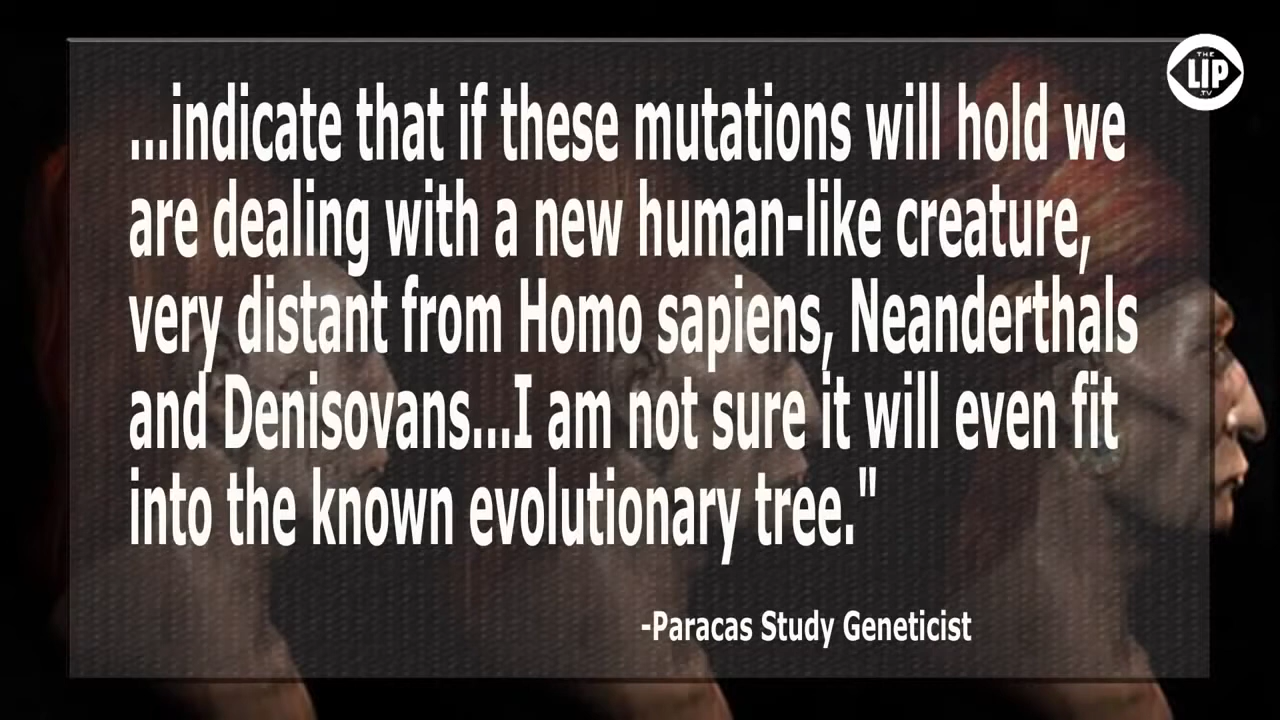 THE
LIP
.TV
...indicate that if these mutations will hold we
are dealing with a new human-like creature,
very distant from Homo sapiens, Neanderthals
and Denisovans...I am not sure it will even fit
into the known evolutionary tree."
-Paracas Study Geneticist